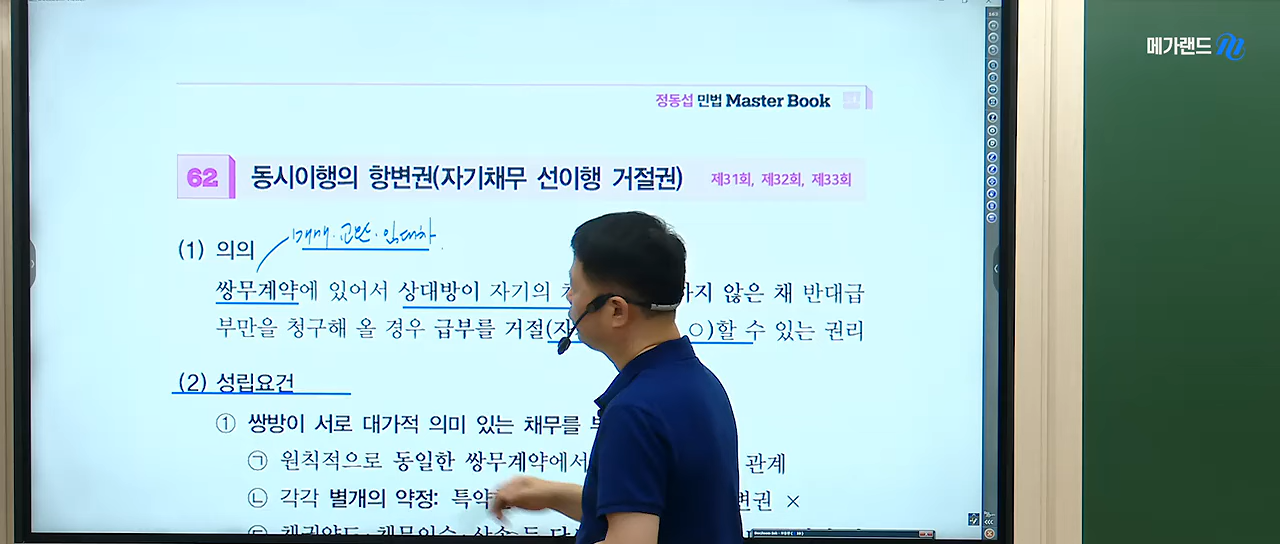 메가랜드
정동섭 민법 Master Book
62 동시이행의 항변권(자기채무 선이행 거절권) 제31회, 제32회, 제33회
매매·교환·임대차
(1) 의의
쌍무계약에 있어서 상대방이 자기의 하지 않은 채 반대급
부만을 청구해 올 경우 급부를 거절(자 ○)할 수 있는 권리
(2) 성립요건
① 쌍방이 서로 대가적 의미 있는 채무를
㉠ 원칙적으로 동일한 쌍무계약에서 관계
㉡ 각각 별개의 약정: 특약 변권 ×